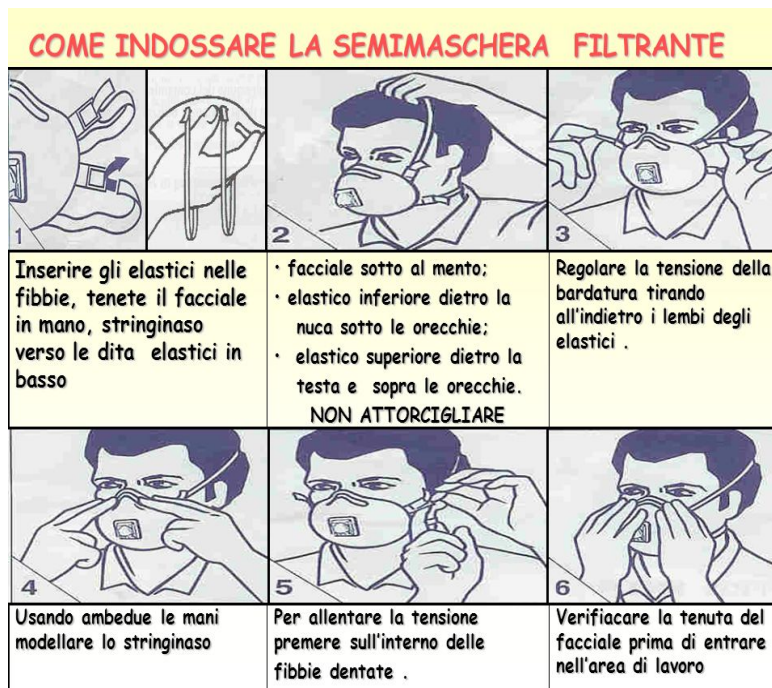 COME INDOSSARE LA SEMIMASCHERA FILTRANTE
1
Inserire gli elastici nelle
fibbie, tenete il facciale
in mano, stringinaso
verso le dita elastici in
basso
2
· facciale sotto al mento;
· elastico inferiore dietro la
nuca sotto le orecchie;
· elastico superiore dietro la
testa e sopra le orecchie.
NON ATTORCIGLIARE
3
Regolare la tensione della
bardatura tirando
all'indietro i lembi degli
elastici .
4
Usando ambedue le mani
modellare lo stringinaso
5
Per allentare la tensione
premere sull'interno delle
fibbie dentate .
6
Verifiacare la tenuta del
facciale prima di entrare
nell'area di lavoro